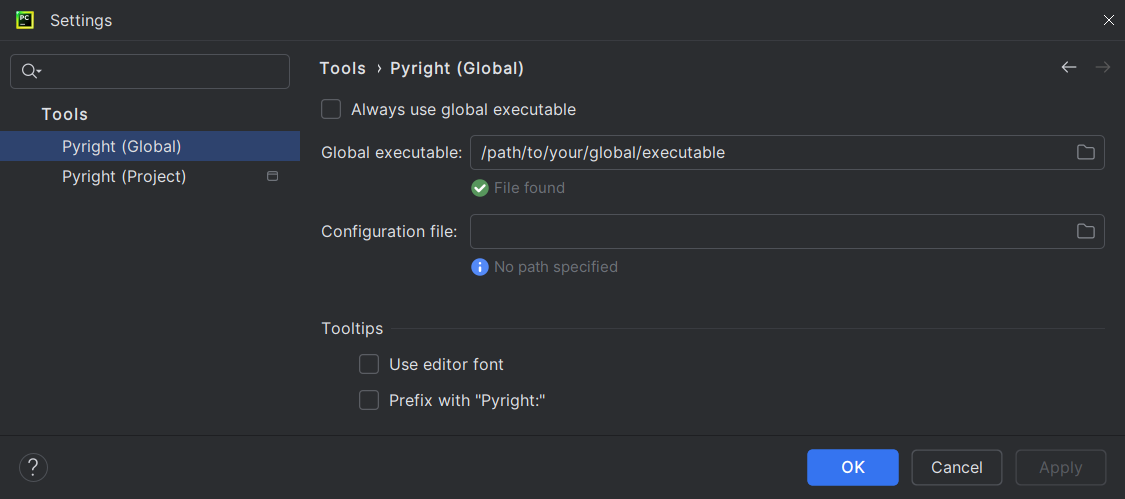 PC
Settings
Tools
Pyright (Global)
Pyright (Project)
Tools › Pyright (Global)
Always use global executable
Global executable: /path/to/your/global/executable
File found
Configuration file:
No path specified
Tooltips
Use editor font
Prefix with "Pyright:"
?
OK Cancel Apply